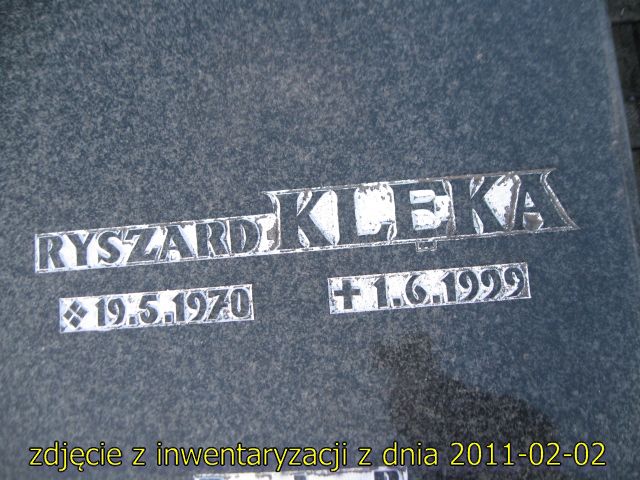 RYSZARD KLĘKA
19.5.1970 + 1.6.1999
zdjęcie z inwentaryzacji z dnia 2011-02-02